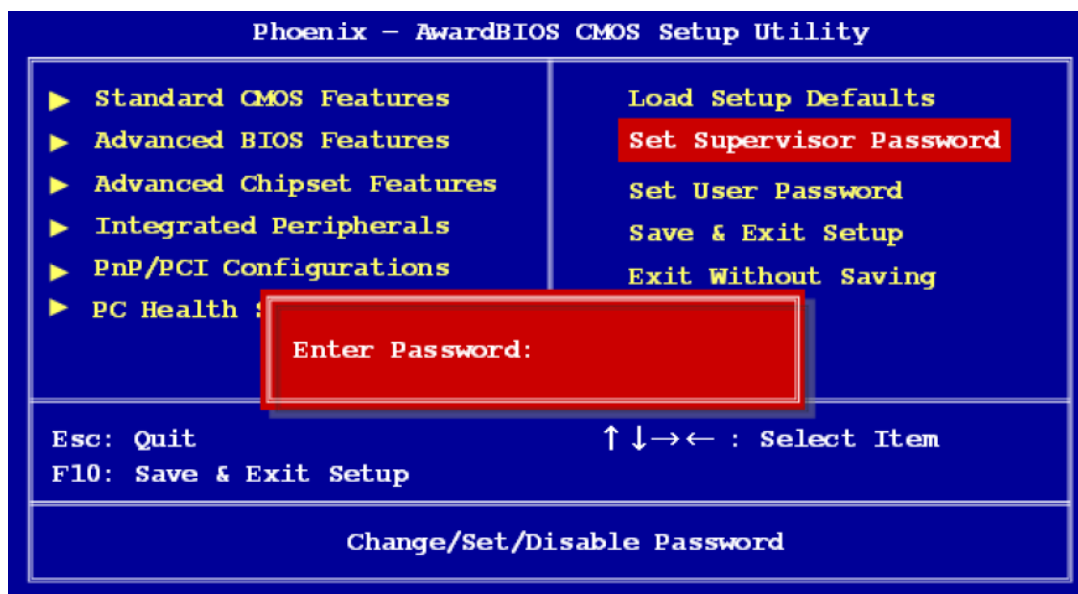 Phoenix – AwardBIOS CMOS Setup Utility
Standard CMOS Features
Advanced BIOS Features
Advanced Chipset Features
Integrated Peripherals
PnP/PCI Configurations
PC Health
Load Setup Defaults
Set Supervisor Password
Set User Password
Save & Exit Setup
Exit Without Saving
Enter Password:
Esc: Quit
↑↓→← : Select Item
F10: Save & Exit Setup
Change/Set/Disable Password